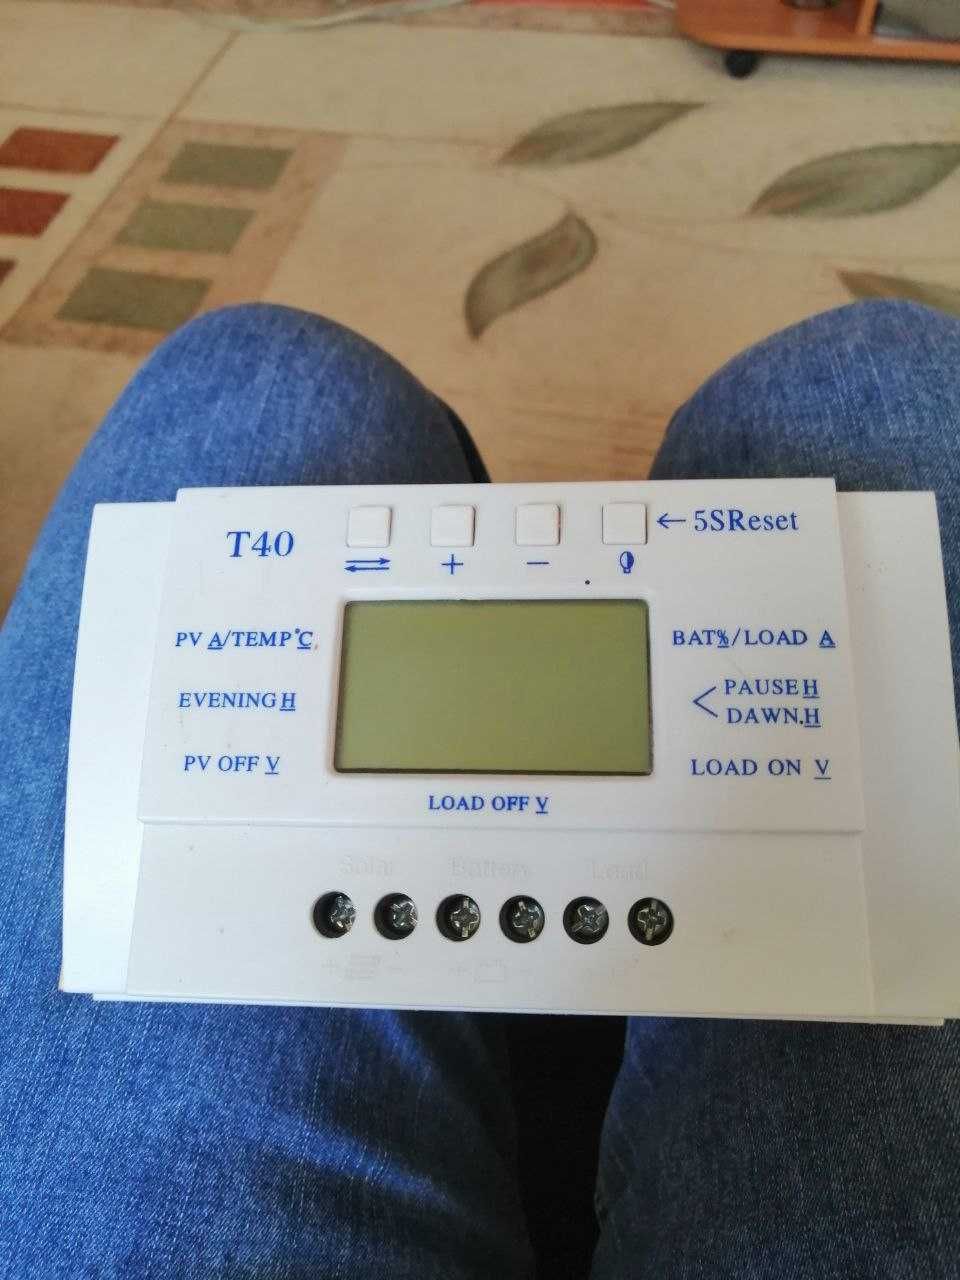 T40
←5SReset
⇄ + −
PV A/TEMP°C
BAT%/LOAD A
EVENING H
PAUSE H
DAWN.H
PV OFF V
LOAD ON V
LOAD OFF V
Solar Battery Load
+ − + −